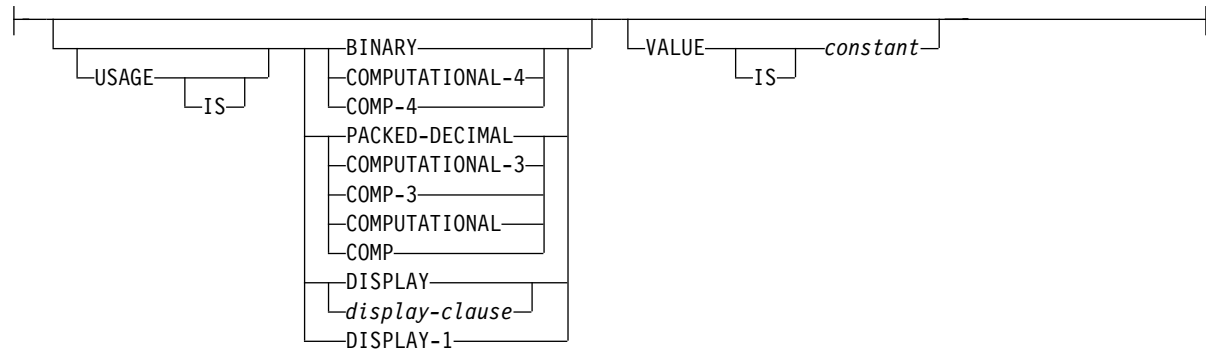 BINARY VALUE constant
USAGE COMPUTATIONAL-4 IS
IS COMP-4
PACKED-DECIMAL
COMPUTATIONAL-3
COMP-3
COMPUTATIONAL
COMP
DISPLAY
display-clause
DISPLAY-1